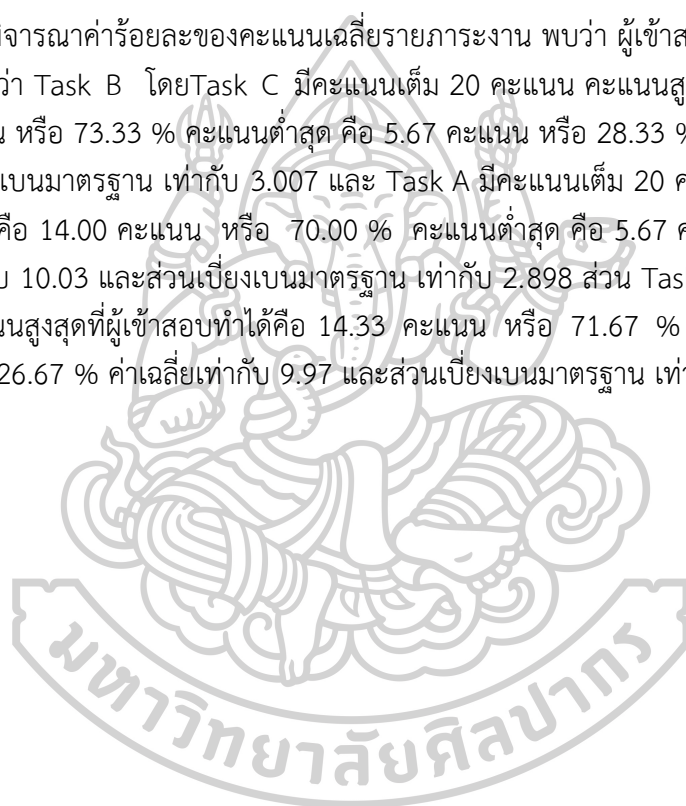 จารณาค่าร้อยละของคะแนนเฉลี่ยรายภาระงาน พบว่า ผู้เข้าส
ว่า Task B โดยTask C มีคะแนนเต็ม 20 คะแนน คะแนนสู
น หรือ 73.33 % คะแนนต่ำสุด คือ 5.67 คะแนน หรือ 28.33 %
เบนมาตรฐาน เท่ากับ 3.007 และ Task A มีคะแนนเต็ม 20 ค
คือ 14.00 คะแนน หรือ 70.00 % คะแนนต่ำสุด คือ 5.67 ค
บ 10.03 และส่วนเบี่ยงเบนมาตรฐาน เท่ากับ 2.898 ส่วน Tas
นสูงสุดที่ผู้เข้าสอบทำได้คือ 14.33 คะแนน หรือ 71.67 %
26.67 % ค่าเฉลี่ยเท่ากับ 9.97 และส่วนเบี่ยงเบนมาตรฐาน เท่า
มหาวิทยาลัยศิลปากร